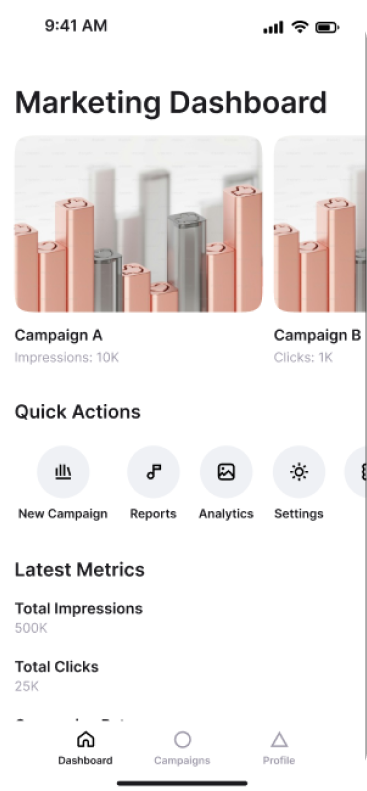 9:41 AM
Marketing Dashboard
Campaign A
Impressions: 10K
Campaign B
Clicks: 1K
Quick Actions
New Campaign
Reports
Analytics
Settings
Latest Metrics
Total Impressions
500K
Total Clicks
25K
Dashboard
Campaigns
Profile